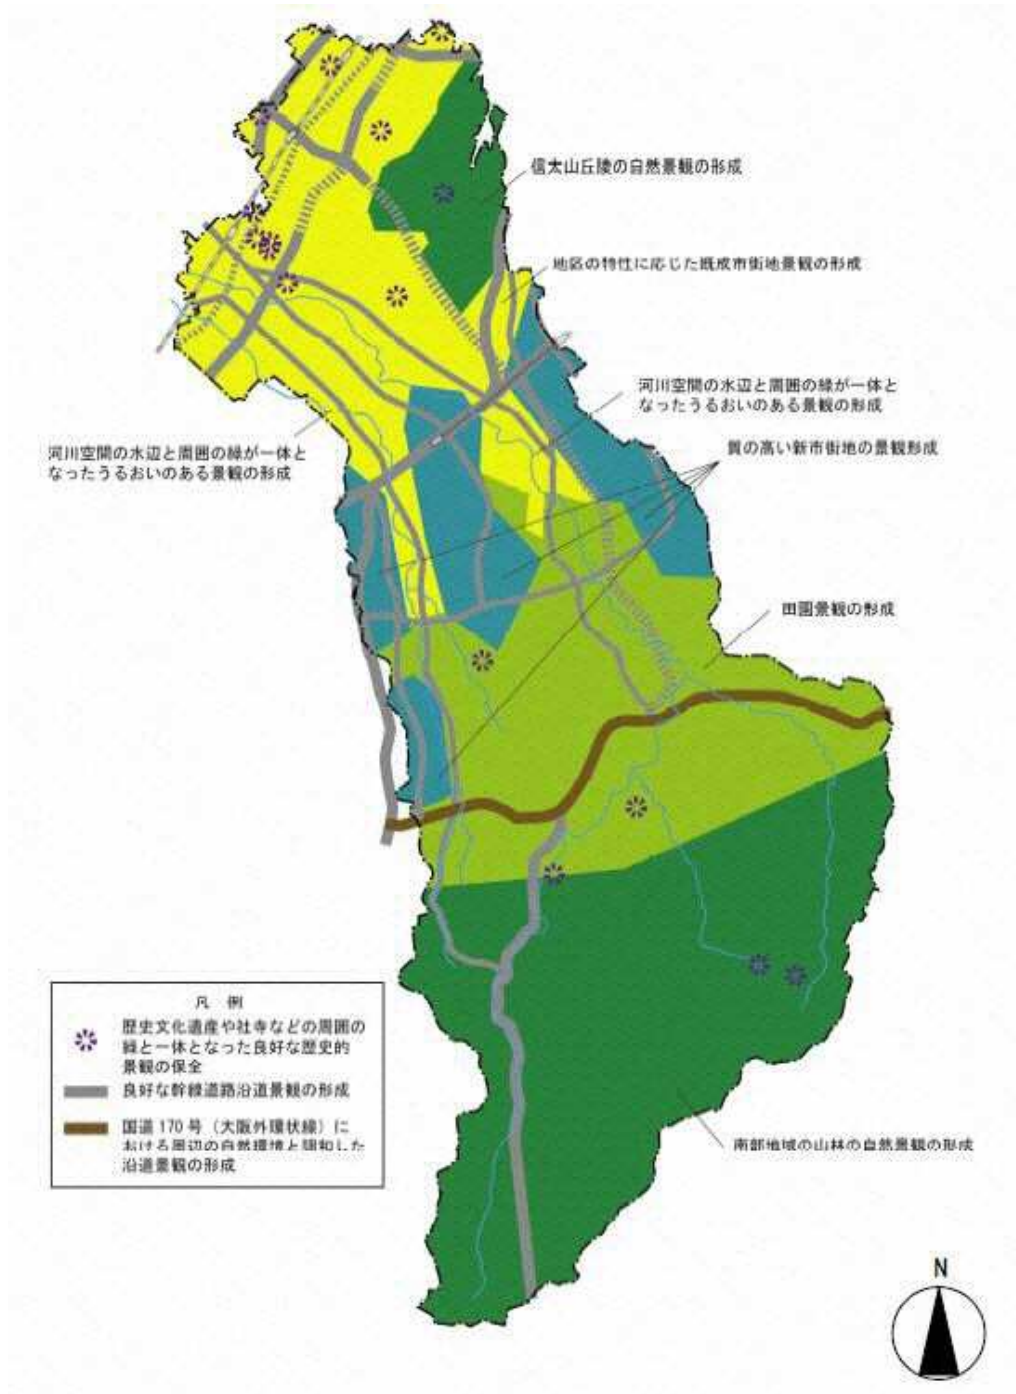 信太山丘陵の自然景観の形成
地区の特性に応じた既成市街地景観の形成
河川空間の水辺と周囲の緑が一体と
なったうるおいのある景観の形成
質の高い新市街地の景観形成
河川空間の水辺と周囲の緑が一体と
なったうるおいのある景観の形成
田園景観の形成
凡 例
歴史文化遺産や社寺などの周囲の
緑と一体となった良好な歴史的
景観の保全
良好な幹線道路沿道景観の形成
国道 170 号（大阪外環状線）に
おける周辺の自然環境と調和した
沿道景観の形成
南部地域の山林の自然景観の形成
N